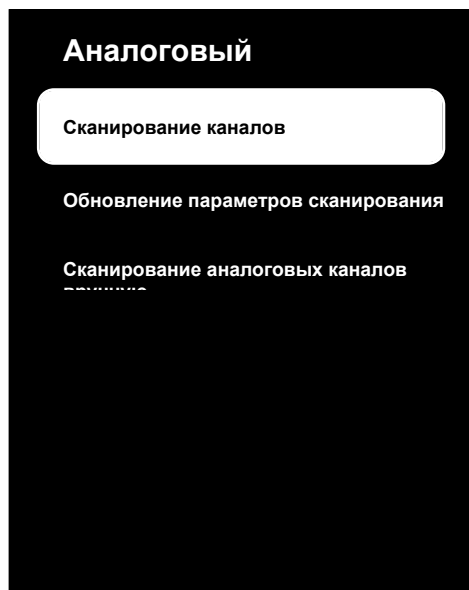 Аналоговый
Сканирование каналов
Обновление параметров сканирования
Сканирование аналоговых каналов